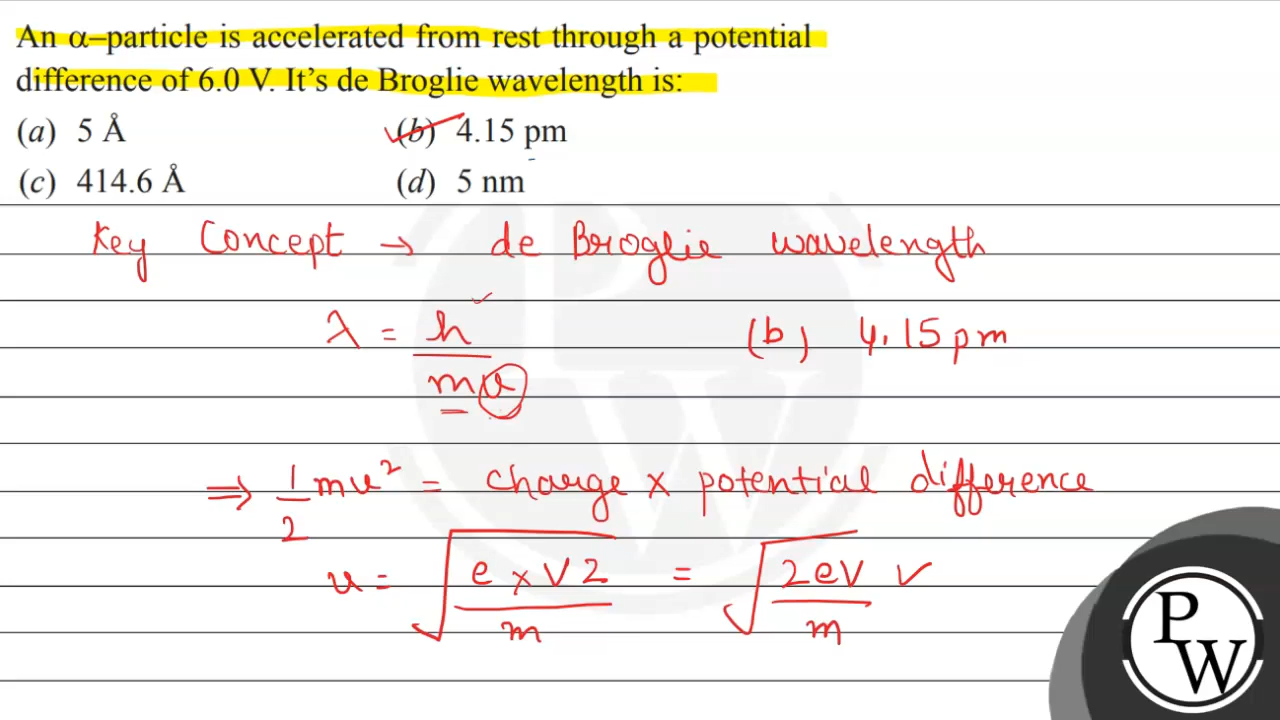 An α–particle is accelerated from rest through a potential
difference of 6.0 V. It's de Broglie wavelength is:
(a) 5 Å (b) 4.15 pm
(c) 414.6 Å (d) 5 nm
Key Concept → de Broglie wavelength
λ = h/mv (b) 4.15 pm
⇒ 1/2 mv² = charge × potential difference
v = √(e × V 2/m) = √(2eV/m)
P
W